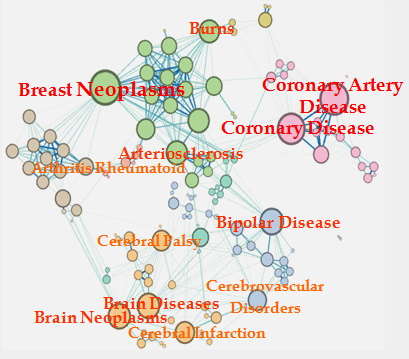 Burns
Breast Neoplasms
Coronary Artery
Disease
Coronary Disease
Arteriosclerosis
Arthritis Rheumatoid
Bipolar Disease
Cerebral Palsy
Cerebrovascular
Disorders
Brain Diseases
Brain Neoplasms
Cerebral Infarction